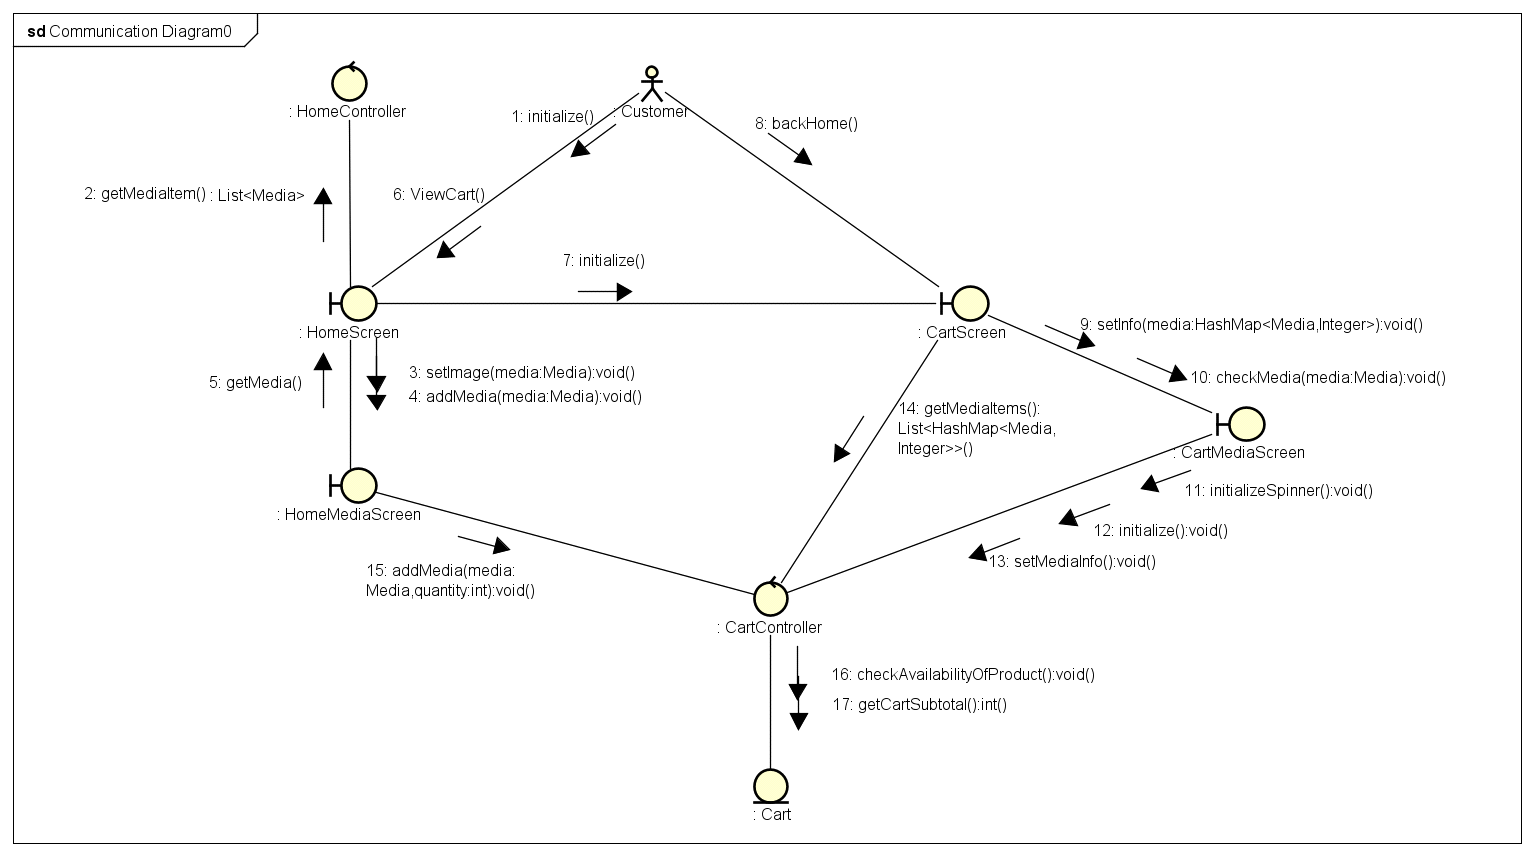 sd Communication Diagram0
: HomeController
: Customer
1: initialize()
8: backHome()
2: getMediaItem() : List<Media>
6: ViewCart()
7: initialize()
: HomeScreen
: CartScreen
9: setInfo(media:HashMap<Media,Integer>):void()
5: getMedia()
3: setImage(media:Media):void()
4: addMedia(media:Media):void()
10: checkMedia(media:Media):void()
14: getMediaItems():
List<HashMap<Media,
Integer>>()
: CartMediaScreen
11: initializeSpinner():void()
: HomeMediaScreen
12: initialize():void()
13: setMediaInfo():void()
15: addMedia(media:
Media,quantity:int):void()
: CartController
16: checkAvailabilityOfProduct():void()
17: getCartSubtotal():int()
: Cart